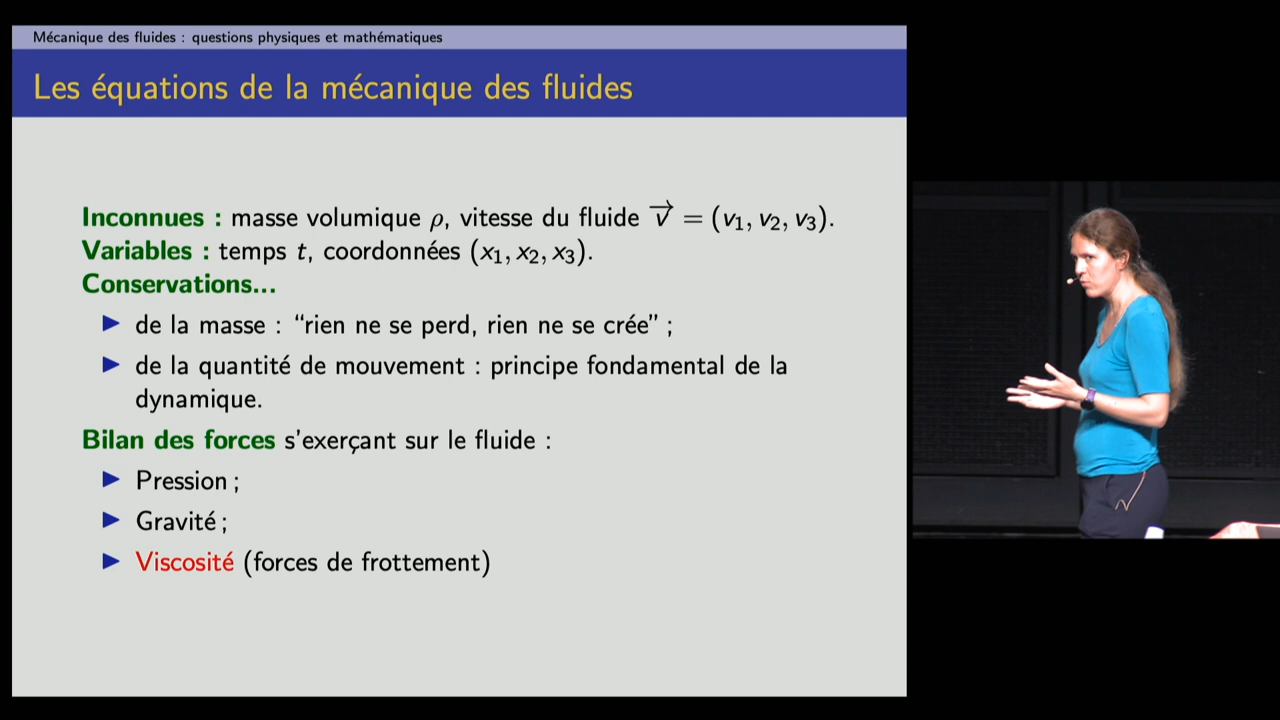 Mécanique des fluides : questions physiques et mathématiques
Les équations de la mécanique des fluides
Inconnues : masse volumique ρ, vitesse du fluide v⃗ = (v₁, v₂, v₃).
Variables : temps t, coordonnées (x₁, x₂, x₃).
Conservations...
▶ de la masse : “rien ne se perd, rien ne se crée” ;
▶ de la quantité de mouvement : principe fondamental de la
dynamique.
Bilan des forces s’exerçant sur le fluide :
▶ Pression ;
▶ Gravité ;
▶ Viscosité (forces de frottement)